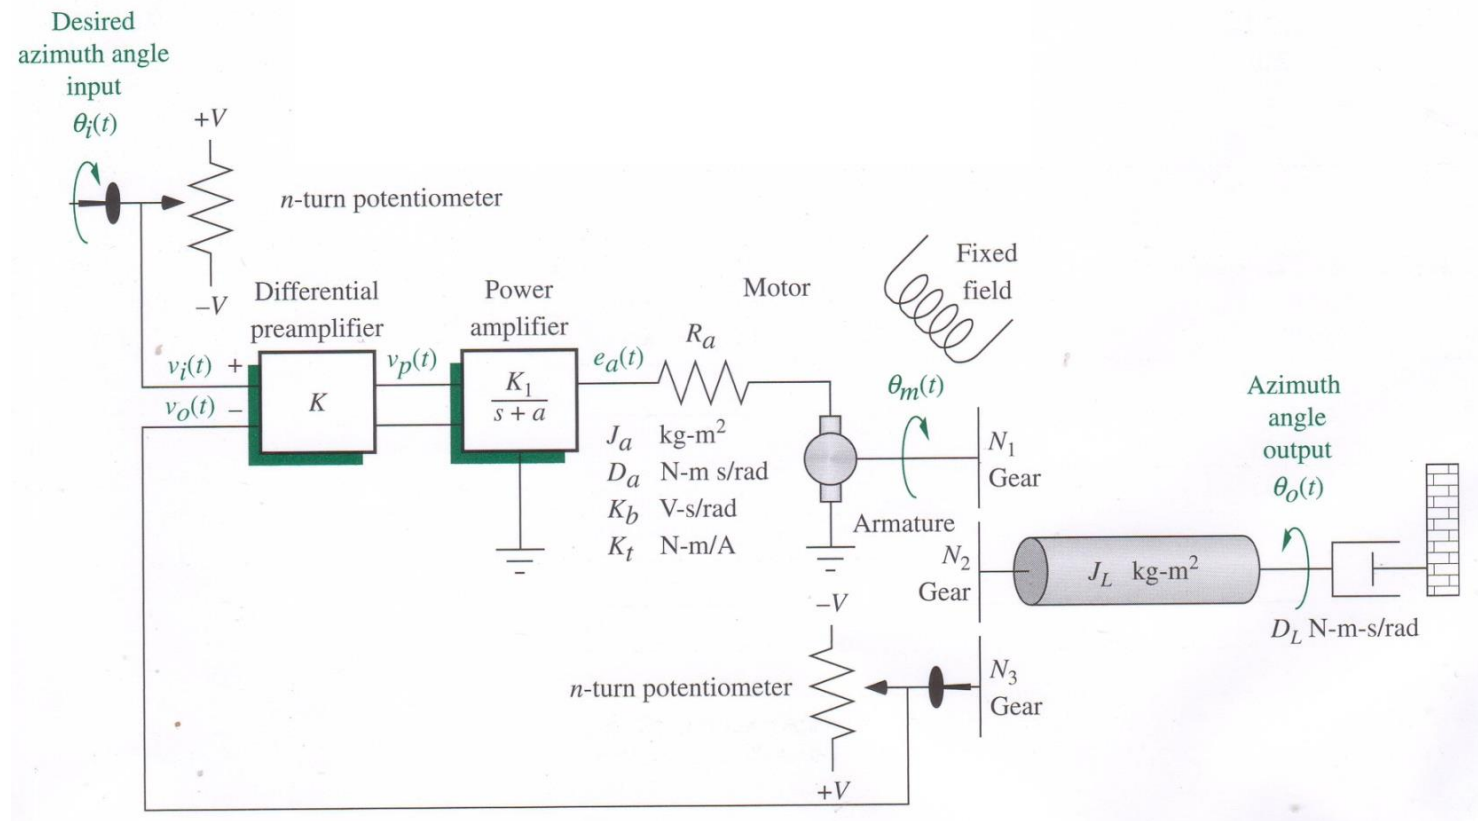 Desired
azimuth angle
input
θi(t)
+V
n-turn potentiometer
–V
Differential
preamplifier
Power
amplifier
Motor
Fixed
field
Ra
vi(t) +
vo(t) –
K
vp(t)
K1
s + a
ea(t)
Ja kg-m²
Da N-m s/rad
Kb V-s/rad
Kt N-m/A
θm(t)
N1
Gear
Armature
N2
Gear
JL kg-m²
Azimuth
angle
output
θo(t)
DL N-m-s/rad
–V
n-turn potentiometer
N3
Gear
+V